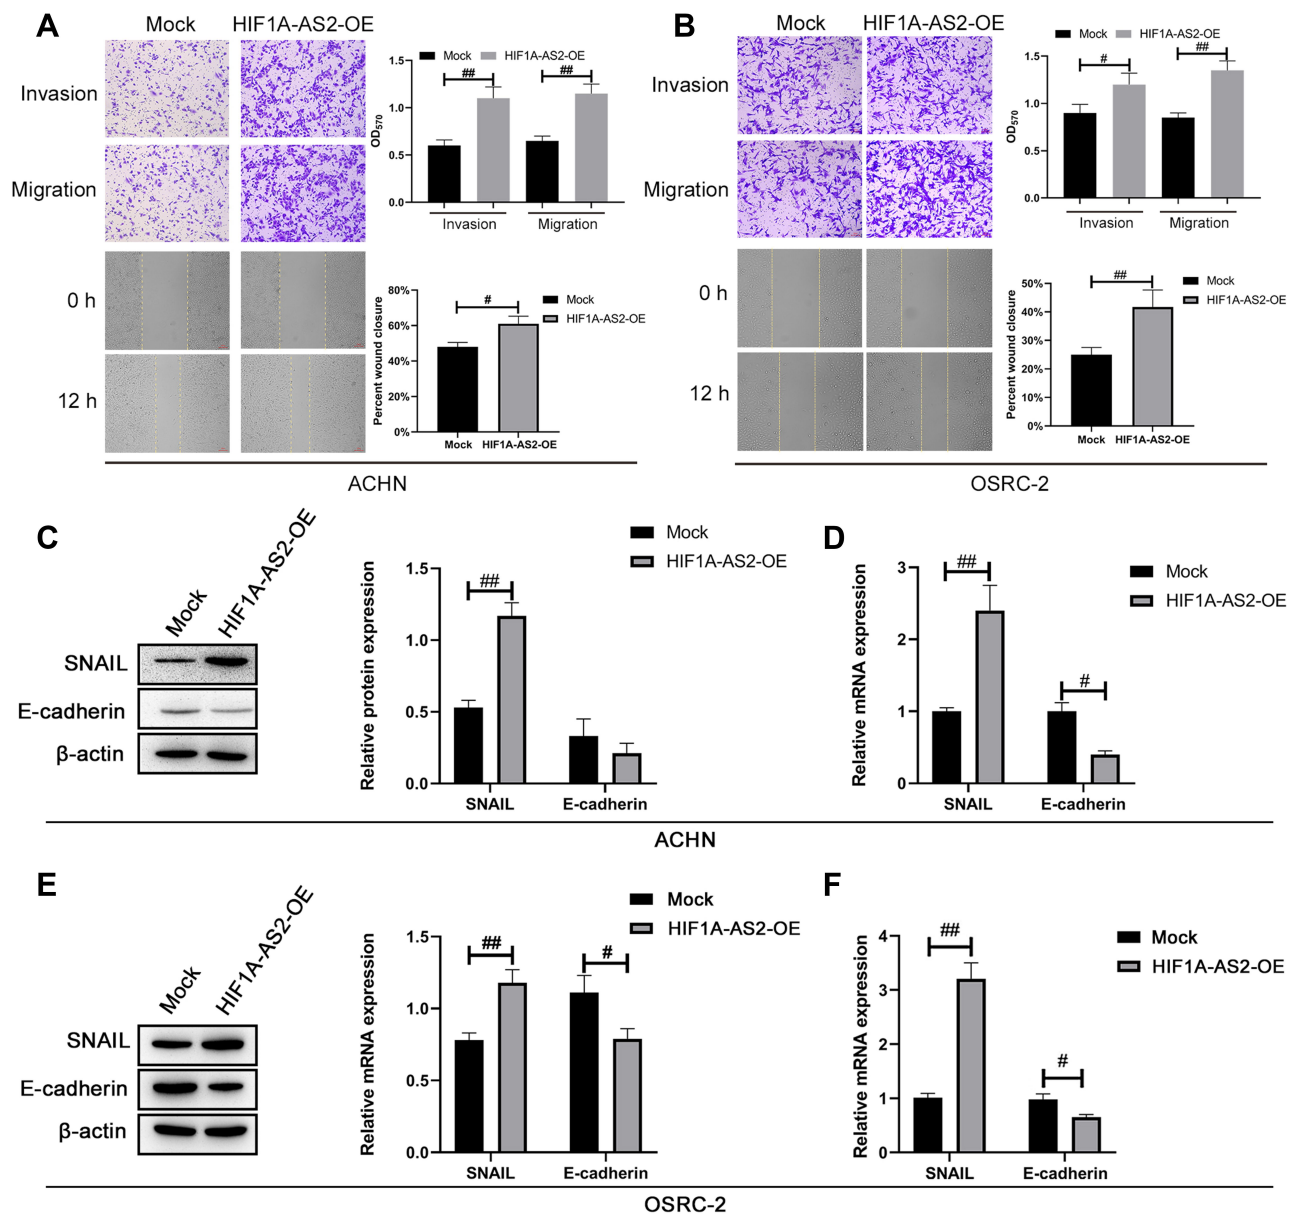 A
Mock
HIF1A-AS2-OE
Invasion
Migration
0 h
12 h
Mock
HIF1A-AS2-OE
OD570
1.5
1.0
0.5
0.0
##
##
Invasion
Migration
Percent wound closure
80%
60%
40%
20%
0%
#
Mock
HIF1A-AS2-OE
Mock
HIF1A-AS2-OE
ACHN
B
Mock
HIF1A-AS2-OE
Invasion
Migration
0 h
12 h
Mock
HIF1A-AS2-OE
OD570
1.5
1.0
0.5
0.0
#
##
Invasion
Migration
Percent wound closure
50%
40%
30%
20%
10%
0%
##
Mock
HIF1A-AS2-OE
Mock
HIF1A-AS2-OE
OSRC-2
C
Mock
HIF1A-AS2-OE
SNAIL
E-cadherin
β-actin
Mock
HIF1A-AS2-OE
Relative protein expression
1.5
1.0
0.5
0.0
##
SNAIL
E-cadherin
D
Mock
HIF1A-AS2-OE
Relative mRNA expression
3
2
1
0
##
#
SNAIL
E-cadherin
ACHN
E
Mock
HIF1A-AS2-OE
SNAIL
E-cadherin
β-actin
Mock
HIF1A-AS2-OE
Relative mRNA expression
1.5
1.0
0.5
0.0
##
#
SNAIL
E-cadherin
F
Mock
HIF1A-AS2-OE
Relative mRNA expression
4
3
2
1
0
##
#
SNAIL
E-cadherin
OSRC-2